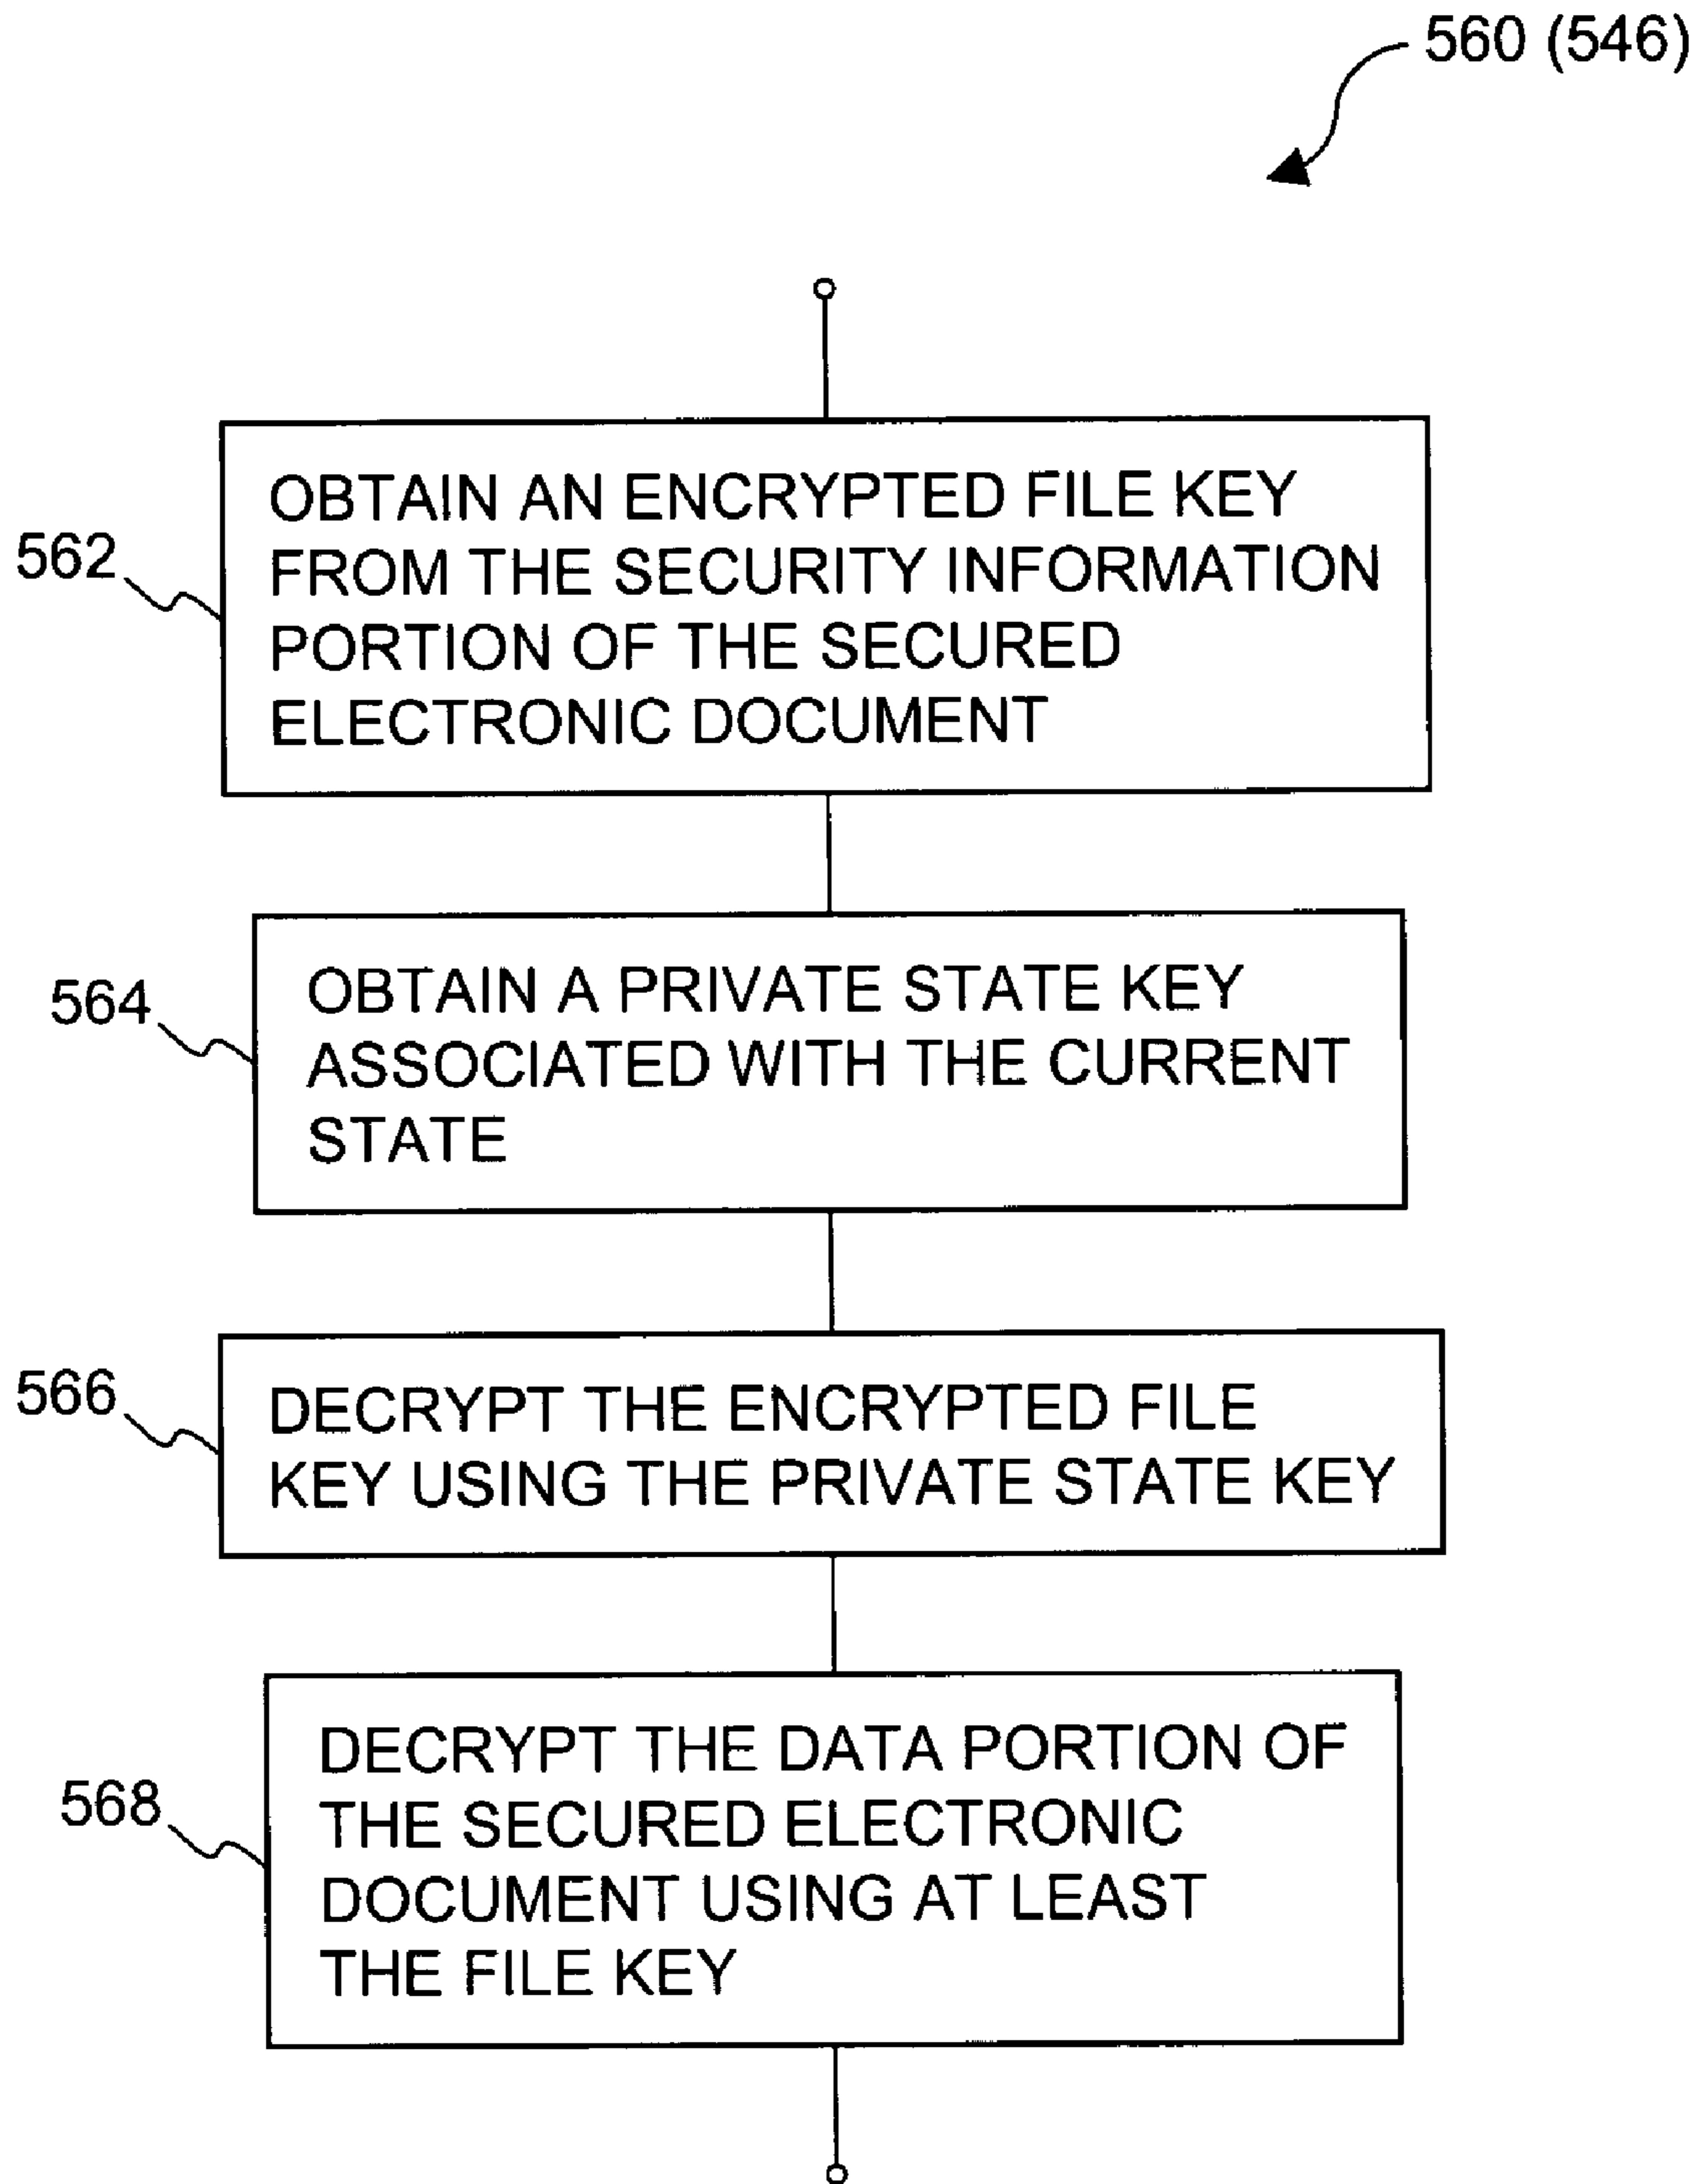 560 (546)
562
OBTAIN AN ENCRYPTED FILE KEY
FROM THE SECURITY INFORMATION
PORTION OF THE SECURED
ELECTRONIC DOCUMENT
564
OBTAIN A PRIVATE STATE KEY
ASSOCIATED WITH THE CURRENT
STATE
566
DECRYPT THE ENCRYPTED FILE
KEY USING THE PRIVATE STATE KEY
568
DECRYPT THE DATA PORTION OF
THE SECURED ELECTRONIC
DOCUMENT USING AT LEAST
THE FILE KEY